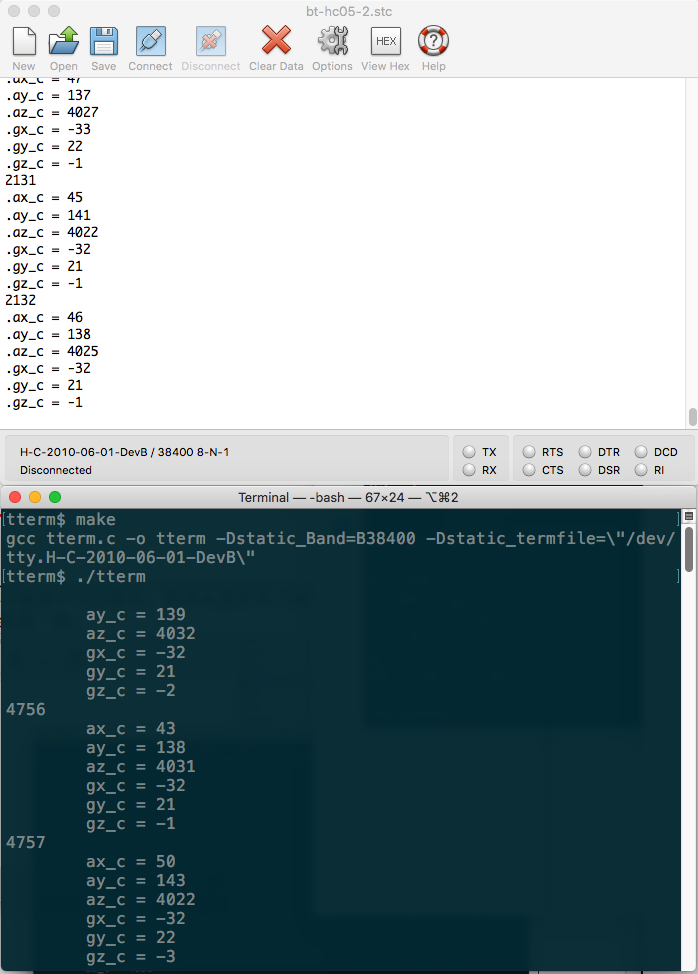 bt-hc05-2.stc
HEX
New Open Save Connect Disconnect Clear Data Options View Hex Help
.ax_c = 47
.ay_c = 137
.az_c = 4027
.gx_c = -33
.gy_c = 22
.gz_c = -1
2131
.ax_c = 45
.ay_c = 141
.az_c = 4022
.gx_c = -32
.gy_c = 21
.gz_c = -1
2132
.ax_c = 46
.ay_c = 138
.az_c = 4025
.gx_c = -32
.gy_c = 21
.gz_c = -1
H-C-2010-06-01-DevB / 38400 8-N-1
Disconnected
TX RTS DTR DCD
RX CTS DSR RI
Terminal — -bash — 67×24 — ⌥⌘2
[tterm$ make ]
gcc tterm.c -o tterm -Dstatic_Band=B38400 -Dstatic_termfile=\"/dev/
tty.H-C-2010-06-01-DevB\"
[tterm$ ./tterm ]
ay_c = 139
az_c = 4032
gx_c = -32
gy_c = 21
gz_c = -2
4756
ax_c = 43
ay_c = 138
az_c = 4031
gx_c = -32
gy_c = 21
gz_c = -1
4757
ax_c = 50
ay_c = 143
az_c = 4022
gx_c = -32
gy_c = 22
gz_c = -3